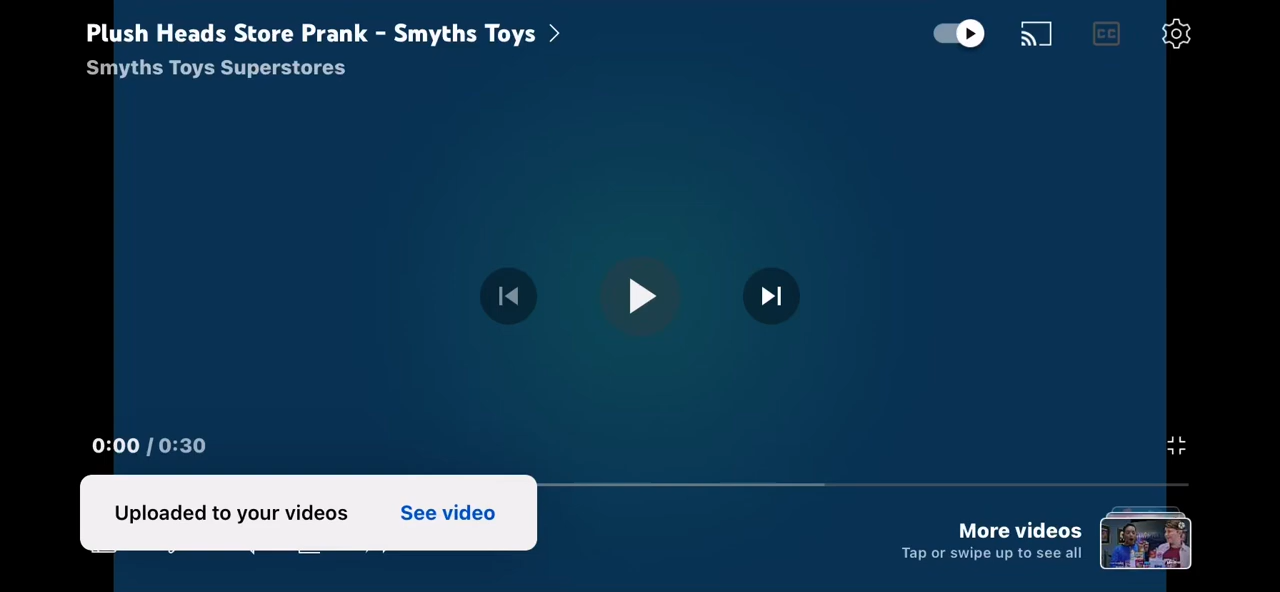 Plush Heads Store Prank - Smyths Toys
Smyths Toys Superstores
CC
0:00 / 0:30
Uploaded to your videos See video
More videos
Tap or swipe up to see all